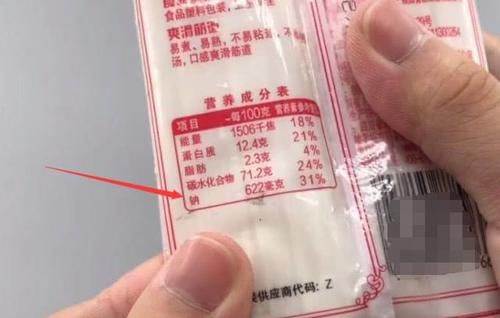 食品塑料包装
爽滑筋道
易煮、易熟，不易粘
汤，口感爽滑筋道
营养成分表
项目 每100克 营养素参考值%
能量 1506千焦 18%
蛋白质 12.4克 21%
脂肪 2.3克 4%
碳水化合物 71.2克 24%
钠 622毫克 31%
供应商代码：Z